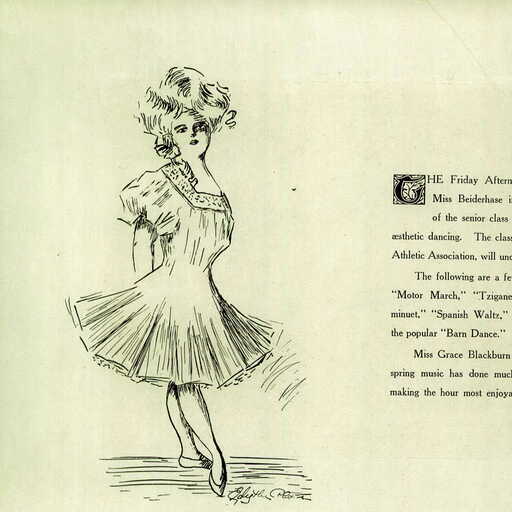 THE Friday Aftern
Miss Beiderhase i
of the senior class
æsthetic dancing. The clas
Athletic Association, will un
The following are a fe
"Motor March," "Tzigane
minuet," "Spanish Waltz,"
the popular "Barn Dance."
Miss Grace Blackburn
spring music has done muc
making the hour most enjoya